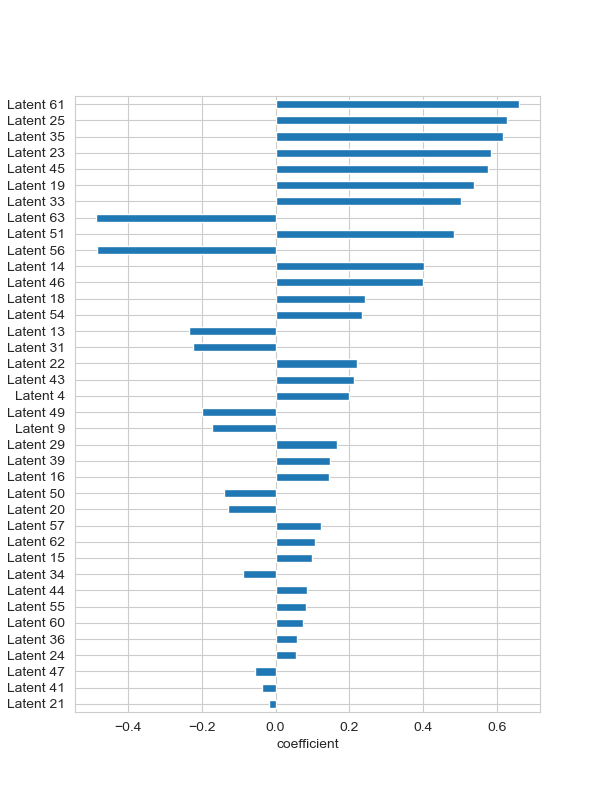 Latent 61
Latent 25
Latent 35
Latent 23
Latent 45
Latent 19
Latent 33
Latent 63
Latent 51
Latent 56
Latent 14
Latent 46
Latent 18
Latent 54
Latent 13
Latent 31
Latent 22
Latent 43
Latent 4
Latent 49
Latent 9
Latent 29
Latent 39
Latent 16
Latent 50
Latent 20
Latent 57
Latent 62
Latent 15
Latent 34
Latent 44
Latent 55
Latent 60
Latent 36
Latent 24
Latent 47
Latent 41
Latent 21
−0.4 −0.2 0.0 0.2 0.4 0.6
coefficient